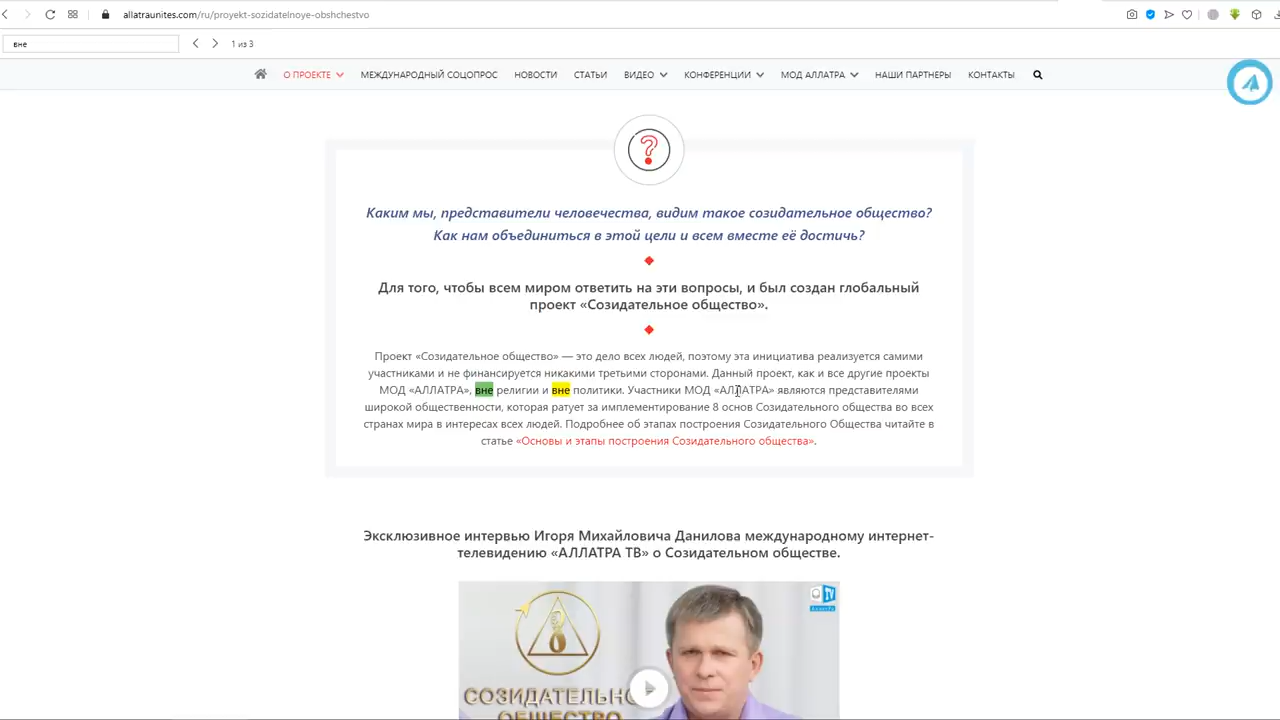 allatraunites.com/ru/proyekt-sozidatelnoye-obshchestvo
вне
1 из 3
О ПРОЕКТЕ МЕЖДУНАРОДНЫЙ СОЦОПРОС НОВОСТИ СТАТЬИ ВИДЕО КОНФЕРЕНЦИИ МОД АЛЛАТРА НАШИ ПАРТНЕРЫ КОНТАКТЫ
Каким мы, представители человечества, видим такое созидательное общество?
Как нам объединиться в этой цели и всем вместе её достичь?
Для того, чтобы всем миром ответить на эти вопросы, и был создан глобальный
проект «Созидательное общество».
Проект «Созидательное общество» — это дело всех людей, поэтому эта инициатива реализуется самими
участниками и не финансируется никакими третьими сторонами. Данный проект, как и все другие проекты
МОД «АЛЛАТРА», вне религии и вне политики. Участники МОД «АЛЛАТРА» являются представителями
широкой общественности, которая ратует за имплементирование 8 основ Созидательного общества во всех
странах мира в интересах всех людей. Подробнее об этапах построения Созидательного Общества читайте в
статье «Основы и этапы построения Созидательного общества».
Эксклюзивное интервью Игоря Михайловича Данилова международному интернет-
телевидению «АЛЛАТРА ТВ» о Созидательном обществе.
СОЗИДАТЕЛЬНО
ОБЩЕСТВО